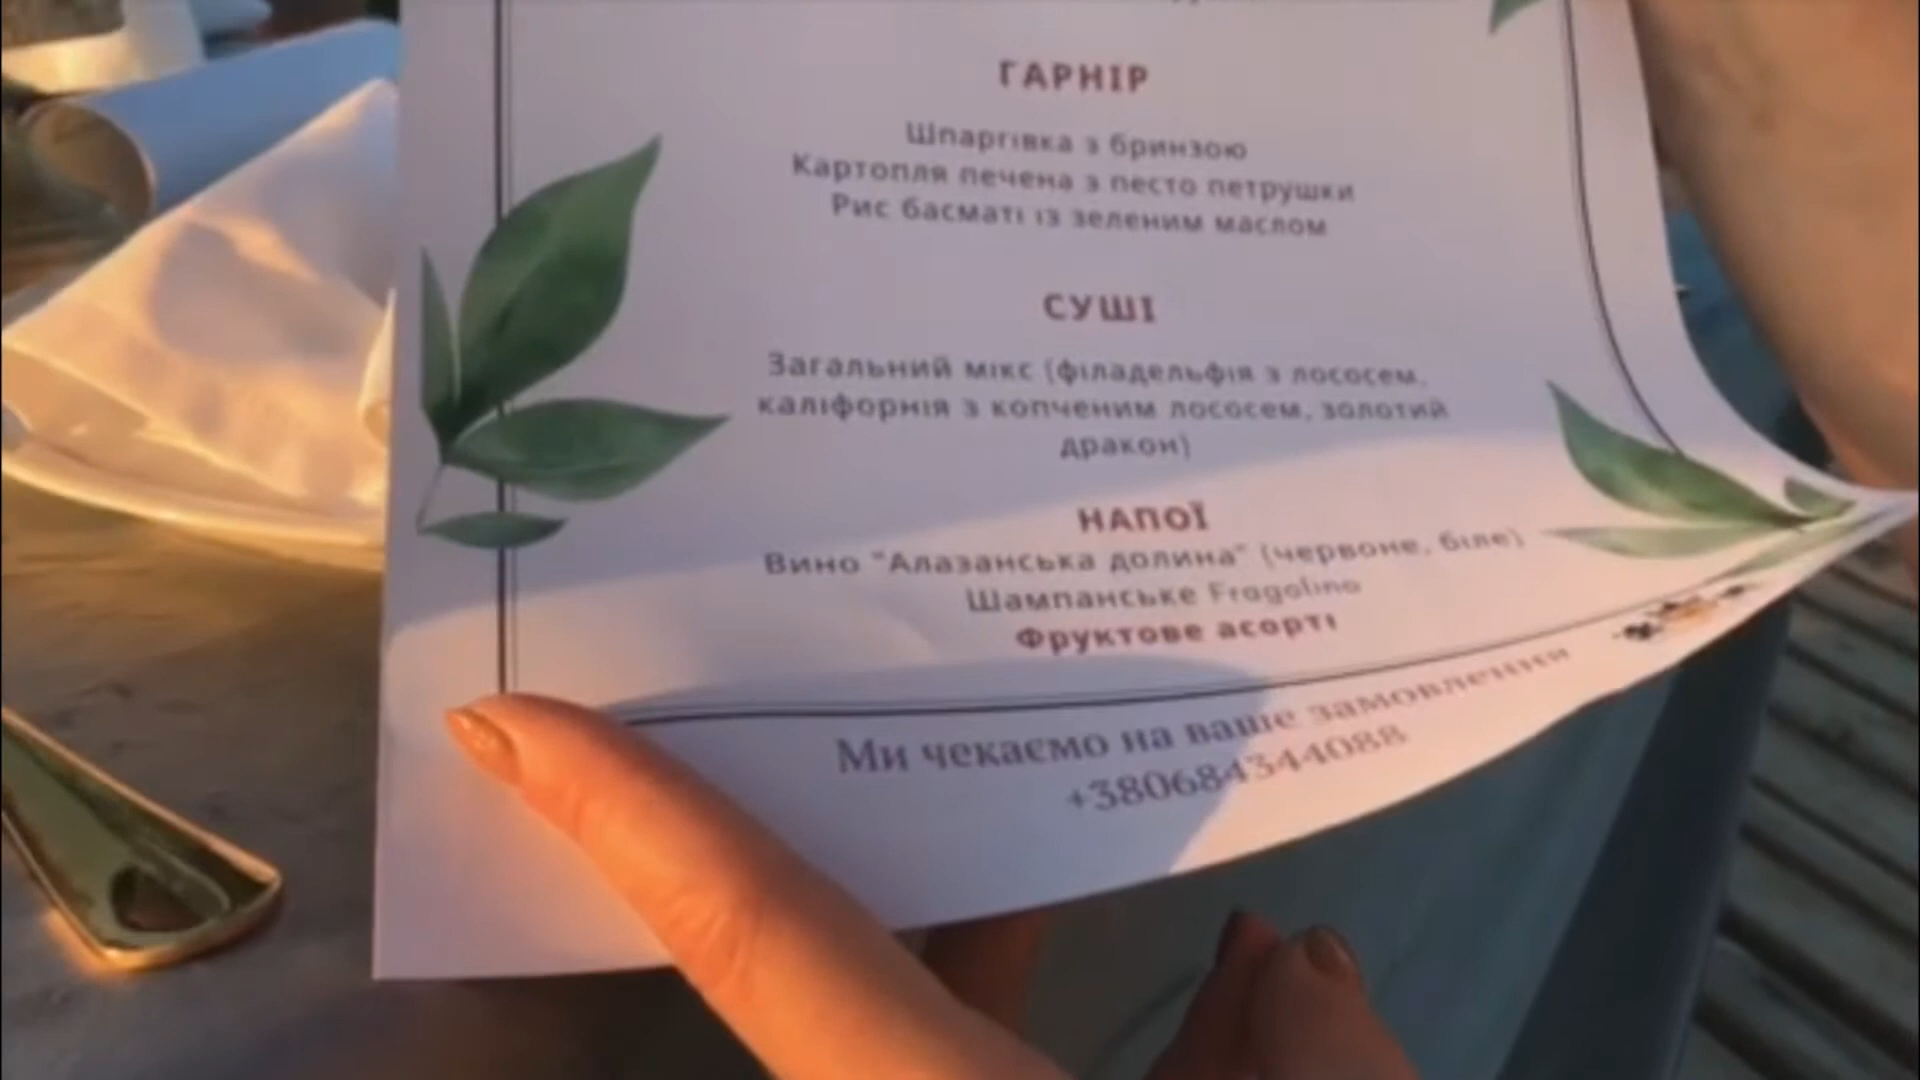 ГАРНІР
Шпаргівка з бринзою
Картопля печена з песто петрушки
Рис басматі із зеленим маслом
СУШІ
Загальний мікс (філадельфія з лососем,
каліфорнія з копченим лососем, золотий
дракон)
НАПОЇ
Вино "Алазанська долина" (червоне, біле)
Шампанське Fragolino
Фруктове асорті
Ми чекаємо на ваше замовлення
+380684344088